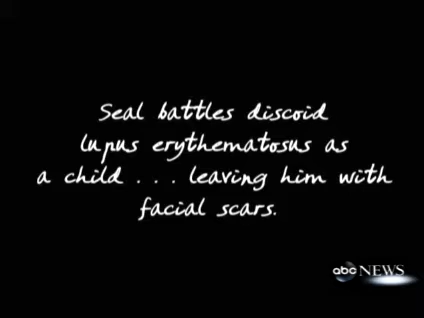 Seal battles discoid
lupus erythematosus as
a child . . . leaving him with
facial scars.
abc NEWS